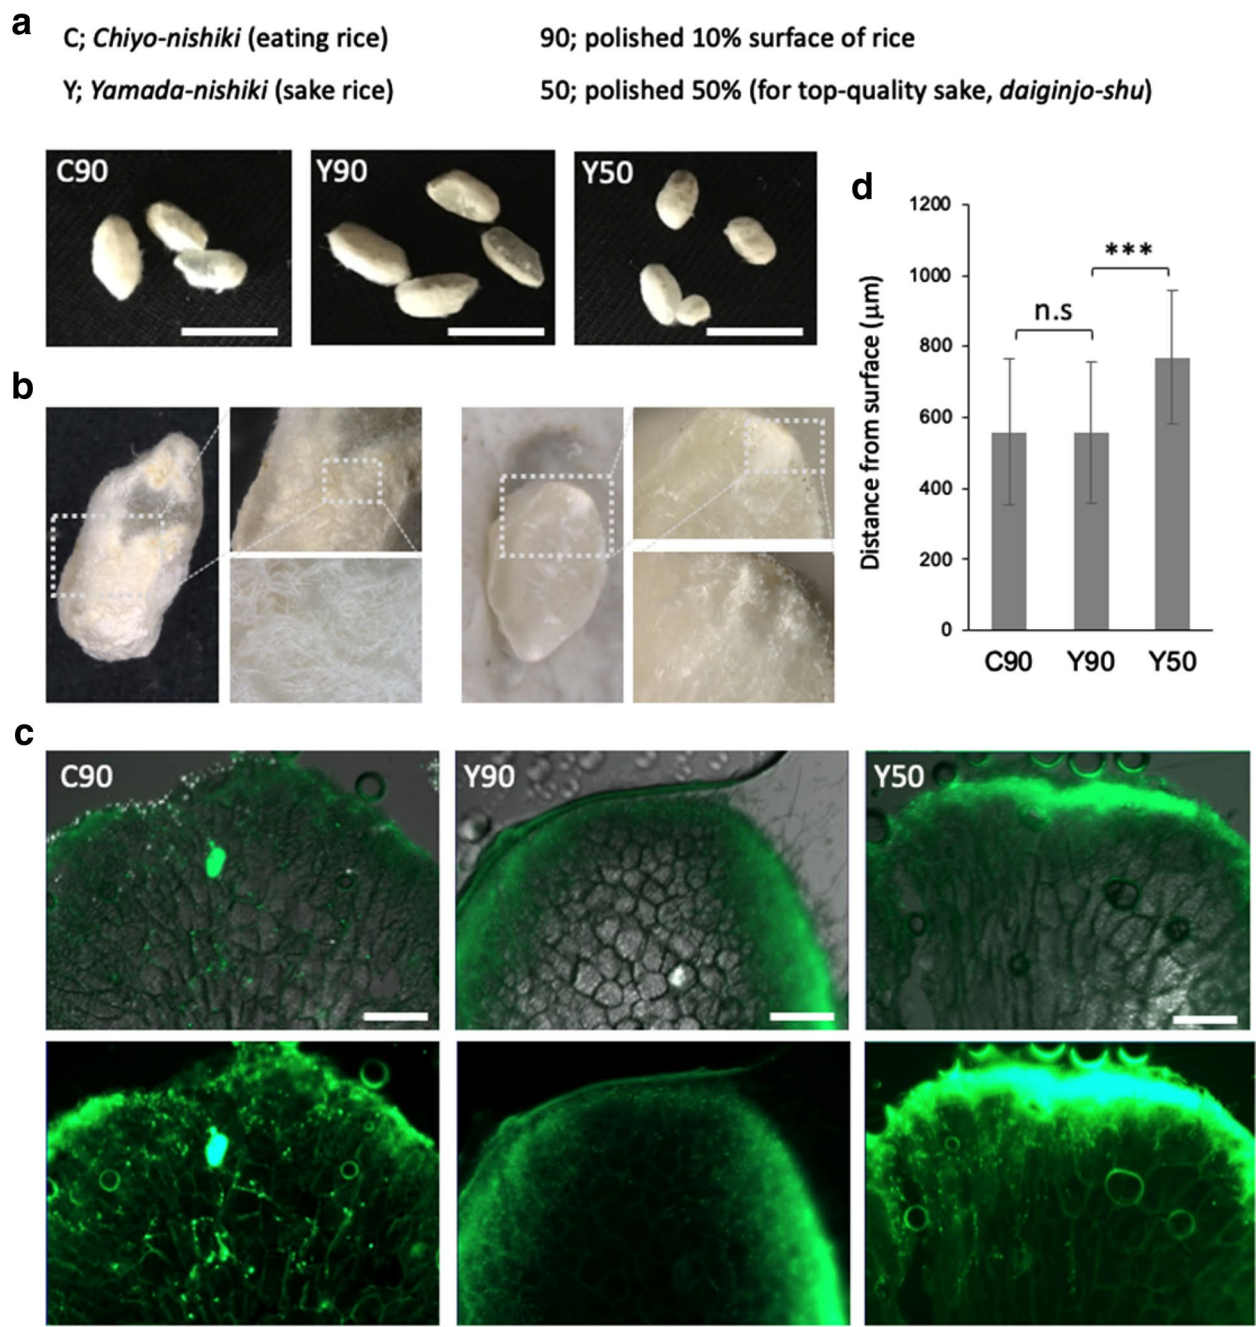 a
C; Chiyo-nishiki (eating rice)
90; polished 10% surface of rice
Y; Yamada-nishiki (sake rice)
50; polished 50% (for top-quality sake, daiginjo-shu)
C90
Y90
Y50
b
c
C90
Y90
Y50
d
Distance from surface (μm)
1200
1000
800
600
400
200
0
n.s
***
C90
Y90
Y50